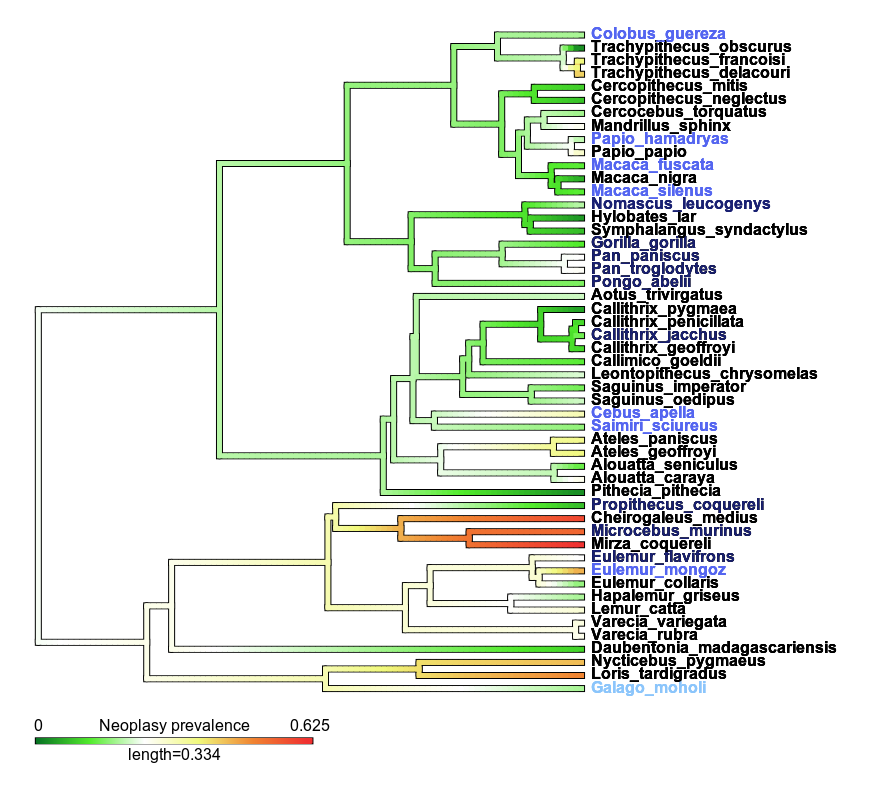 Colobus_guereza
Trachypithecus_obscurus
Trachypithecus_francoisi
Trachypithecus_delacouri
Cercopithecus_mitis
Cercopithecus_neglectus
Cercocebus_torquatus
Mandrillus_sphinx
Papio_hamadryas
Papio_papio
Macaca_fuscata
Macaca_nigra
Macaca_silenus
Nomascus_leucogenys
Hylobates_lar
Symphalangus_syndactylus
Gorilla_gorilla
Pan_paniscus
Pan_troglodytes
Pongo_abelii
Aotus_trivirgatus
Callithrix_pygmaea
Callithrix_penicillata
Callithrix_jacchus
Callithrix_geoffroyi
Callimico_goeldii
Leontopithecus_chrysomelas
Saguinus_imperator
Saguinus_oedipus
Cebus_apella
Saimiri_sciureus
Ateles_paniscus
Ateles_geoffroyi
Alouatta_seniculus
Alouatta_caraya
Pithecia_pithecia
Propithecus_coquereli
Cheirogaleus_medius
Microcebus_murinus
Mirza_coquereli
Eulemur_flavifrons
Eulemur_mongoz
Eulemur_collaris
Hapalemur_griseus
Lemur_catta
Varecia_variegata
Varecia_rubra
Daubentonia_madagascariensis
Nycticebus_pygmaeus
Loris_tardigradus
Galago_moholi
0 Neoplasy prevalence 0.625
length=0.334